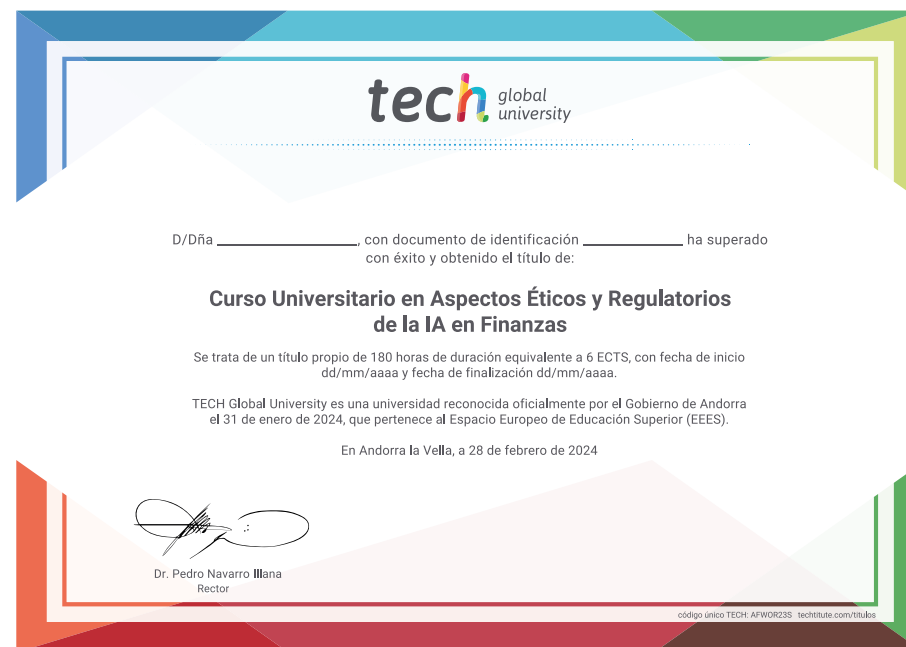 tech global university
D/Dña ______________, con documento de identificación __________ ha superado
con éxito y obtenido el título de:
Curso Universitario en Aspectos Éticos y Regulatorios
de la IA en Finanzas
Se trata de un título propio de 180 horas de duración equivalente a 6 ECTS, con fecha de inicio
dd/mm/aaaa y fecha de finalización dd/mm/aaaa.
TECH Global University es una universidad reconocida oficialmente por el Gobierno de Andorra
el 31 de enero de 2024, que pertenece al Espacio Europeo de Educación Superior (EEES).
En Andorra la Vella, a 28 de febrero de 2024
Dr. Pedro Navarro Illana
Rector
código único TECH: AFWOR23S techtitute.com/titulos